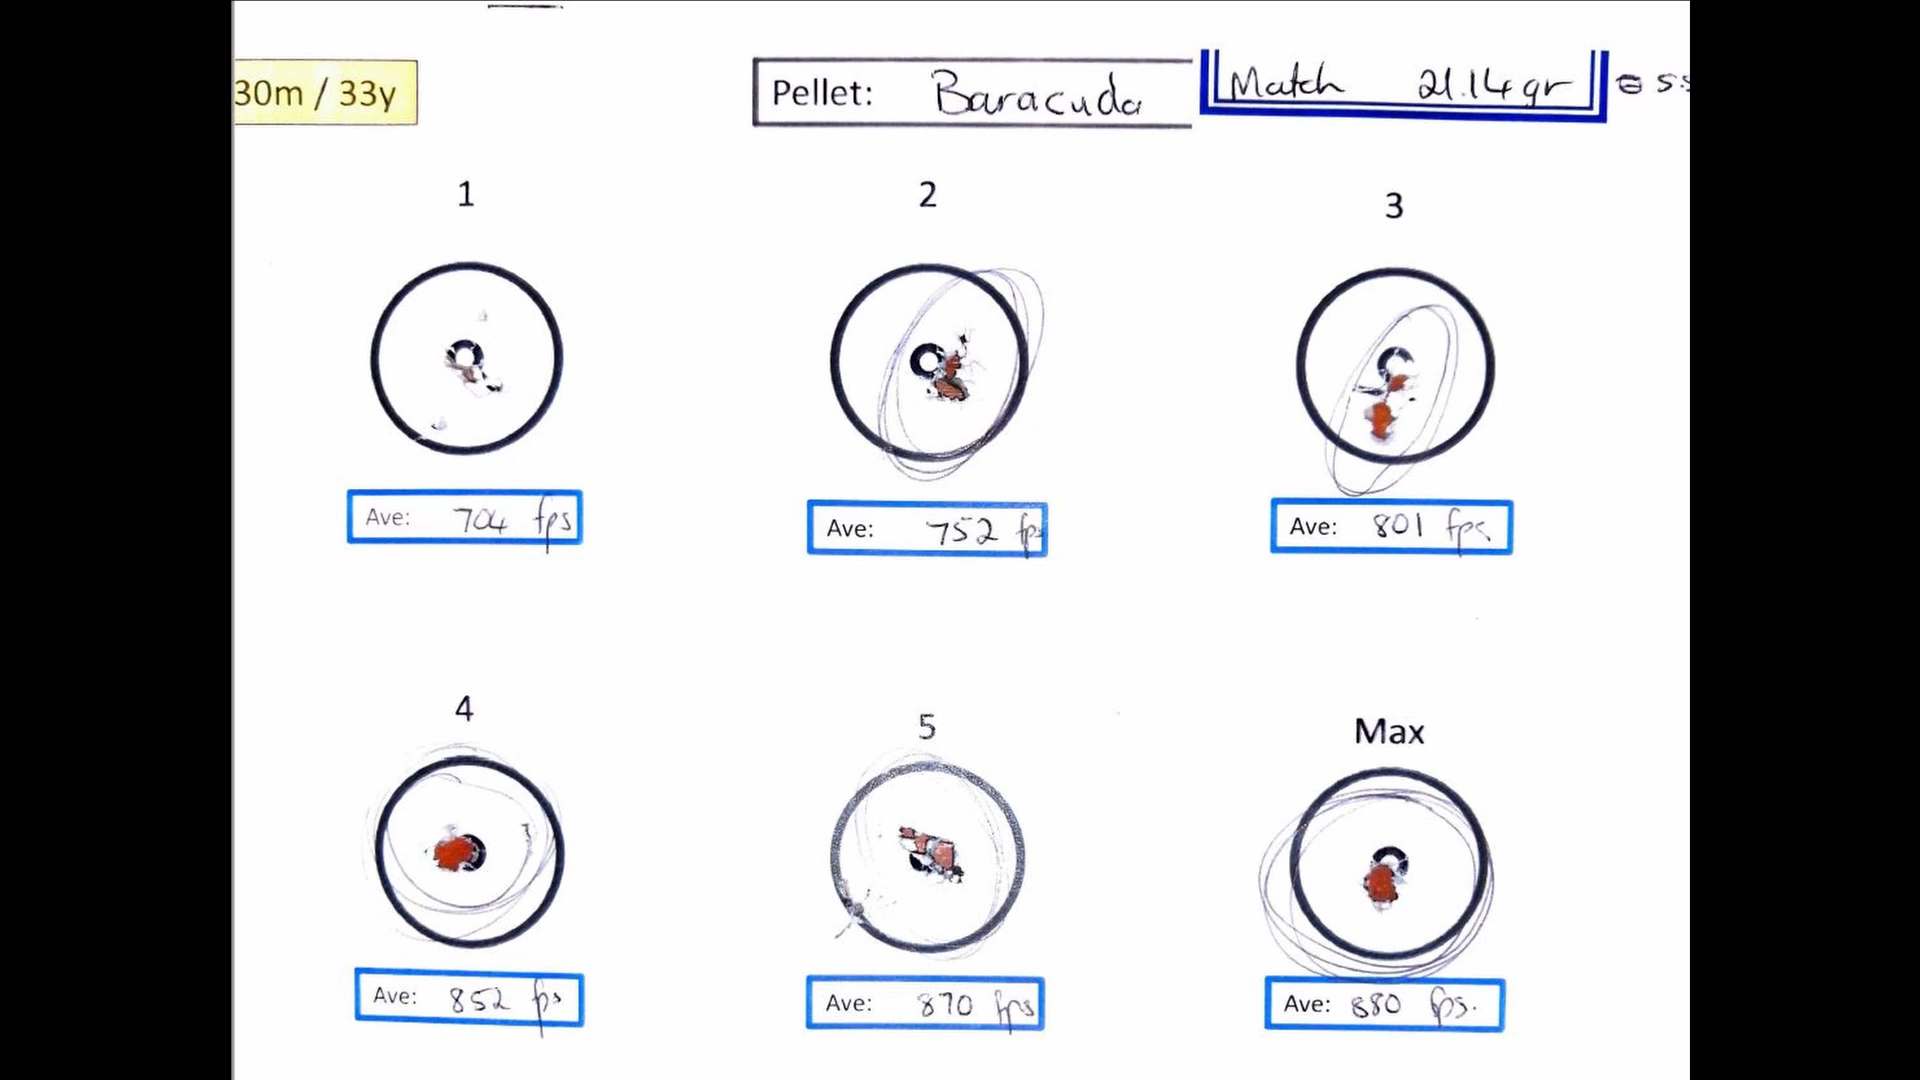 30m / 33y
Pellet: Baracuda Match 21.14gr
1
2
3
Ave: 704 fps
Ave: 752 fps
Ave: 801 fps
4
5
Max
Ave: 852 fps
Ave: 870 fps
Ave: 880 fps.